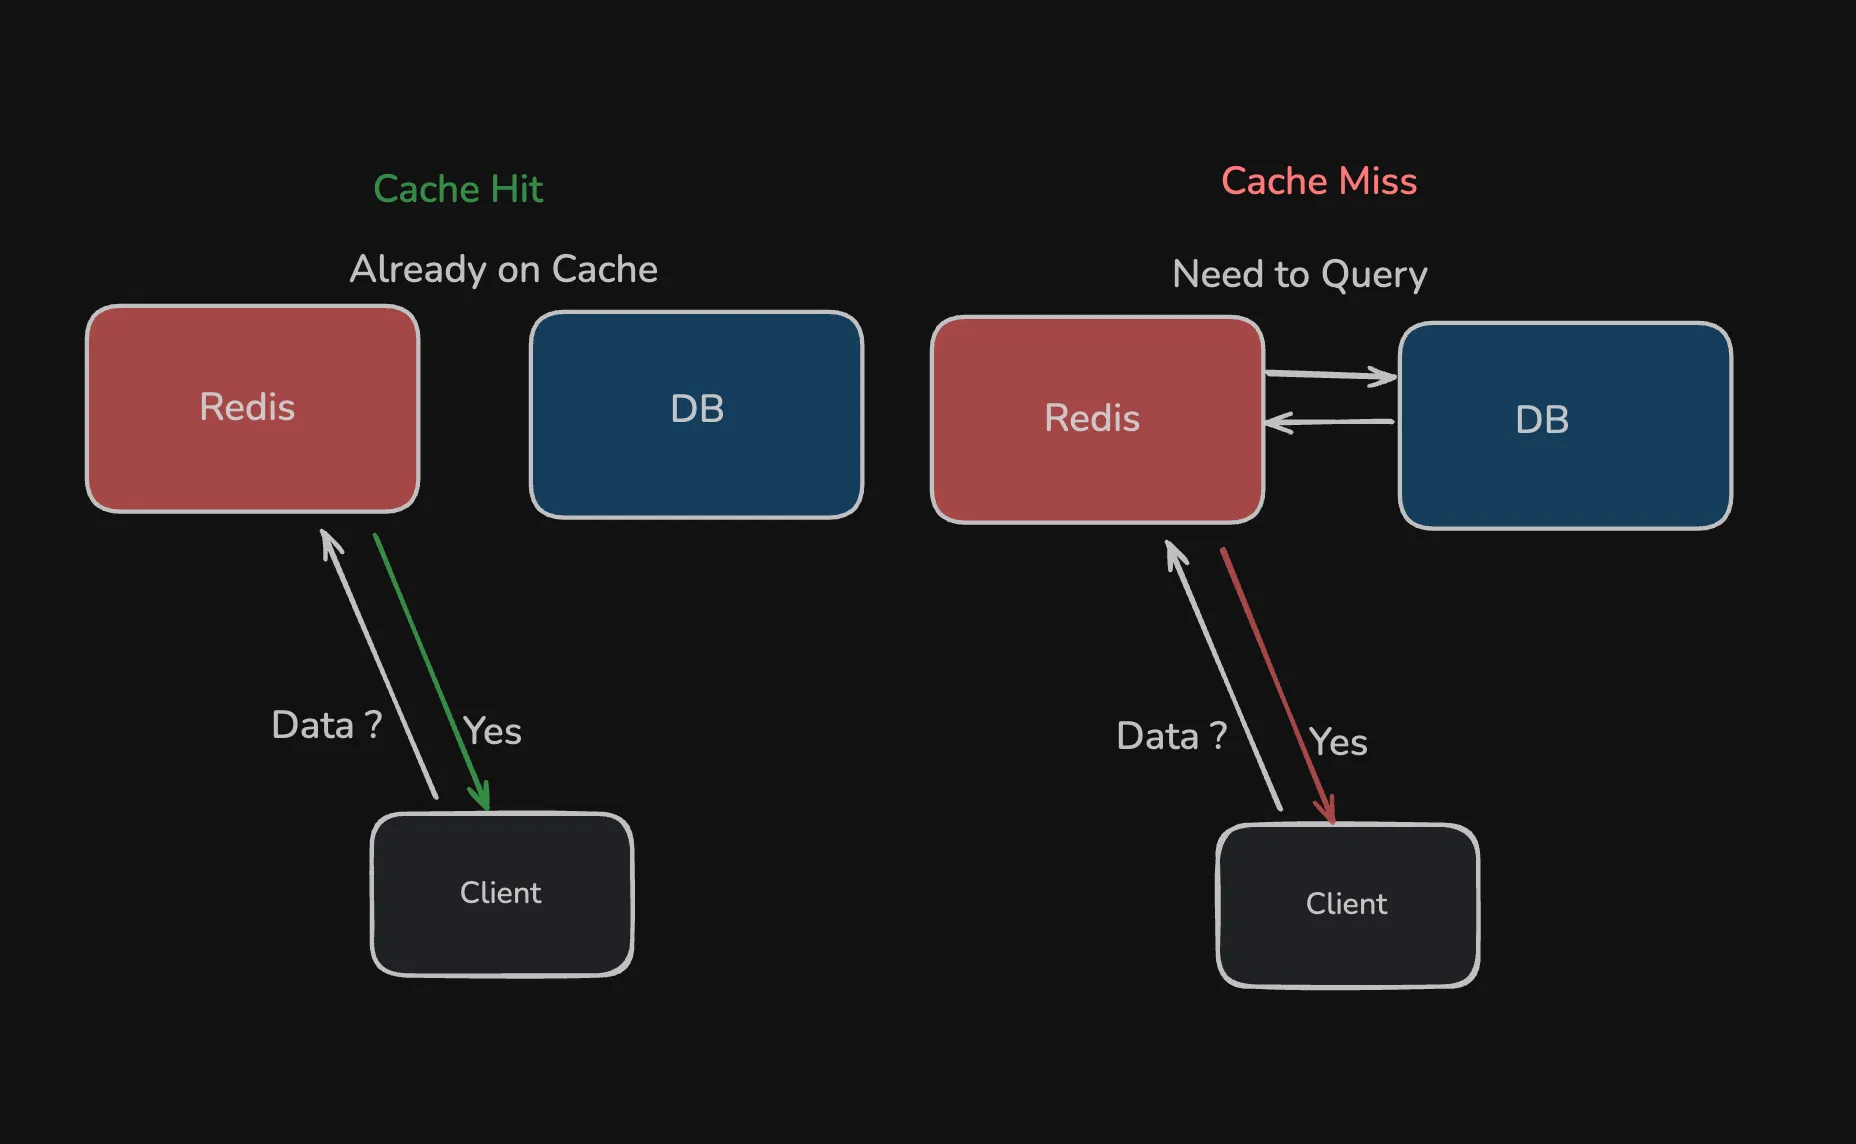 Cache Hit
Already on Cache
Redis
DB
Data ?
Yes
Client
Cache Miss
Need to Query
Redis
DB
Data ?
Yes
Client